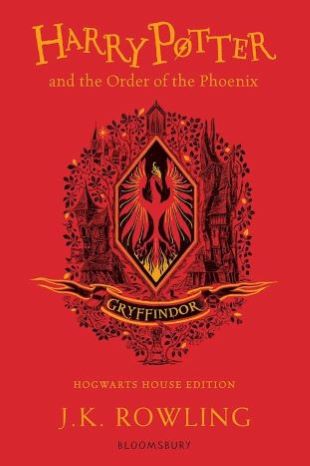 HARRY POTTER
and the Order of the Phoenix
GRYFFINDOR
HOGWARTS HOUSE EDITION
J.K. ROWLING
BLOOMSBURY